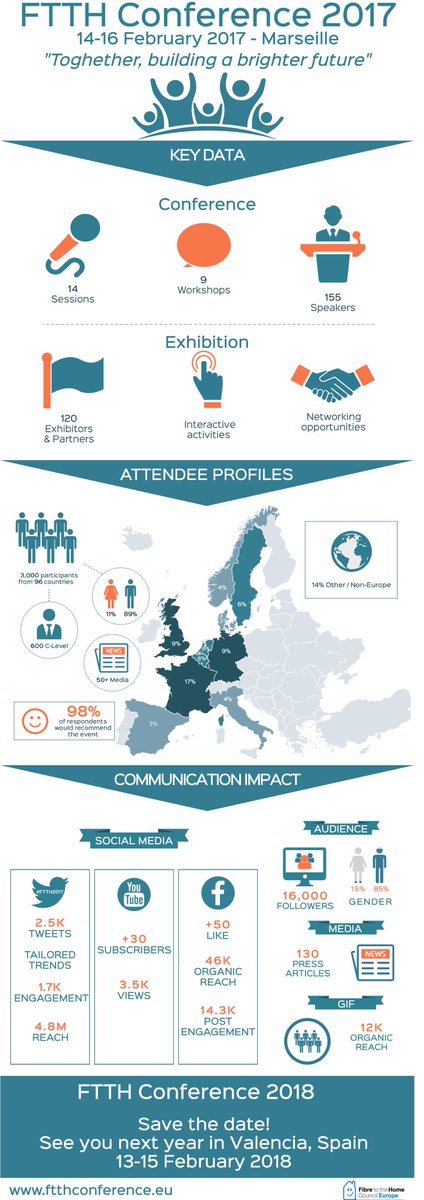 FTTH Conference 2017
14-16 February 2017 - Marseille
"Toghether, building a brighter future"
KEY DATA
Conference
14
Sessions
9
Workshops
155
Speakers
Exhibition
120
Exhibitors
& Partners
Interactive
activities
Networking
opportunities
ATTENDEE PROFILES
3,000 participants
from 96 countries
11%
89%
600 C-Level
NEWS
50+ Media
98%
of respondents
would recommend
the event
14% Other / Non-Europe
4%
6%
9%
9%
17%
4%
3%
COMMUNICATION IMPACT
SOCIAL MEDIA
#FTTH2017
2.5K
TWEETS
TAILORED
TRENDS
1.7K
ENGAGEMENT
4.8M
REACH
You
Tube
+30
SUBSCRIBERS
3.5K
VIEWS
f
+50
LIKE
46K
ORGANIC
REACH
14.3K
POST
ENGAGEMENT
AUDIENCE
16,000
FOLLOWERS
15%
85%
GENDER
MEDIA
130
PRESS
ARTICLES
NEWS
GIF
12K
ORGANIC
REACH
FTTH Conference 2018
Save the date!
See you next year in Valencia, Spain
13-15 February 2018
www.ftthconference.eu
Fibre to the Home
Council Europe